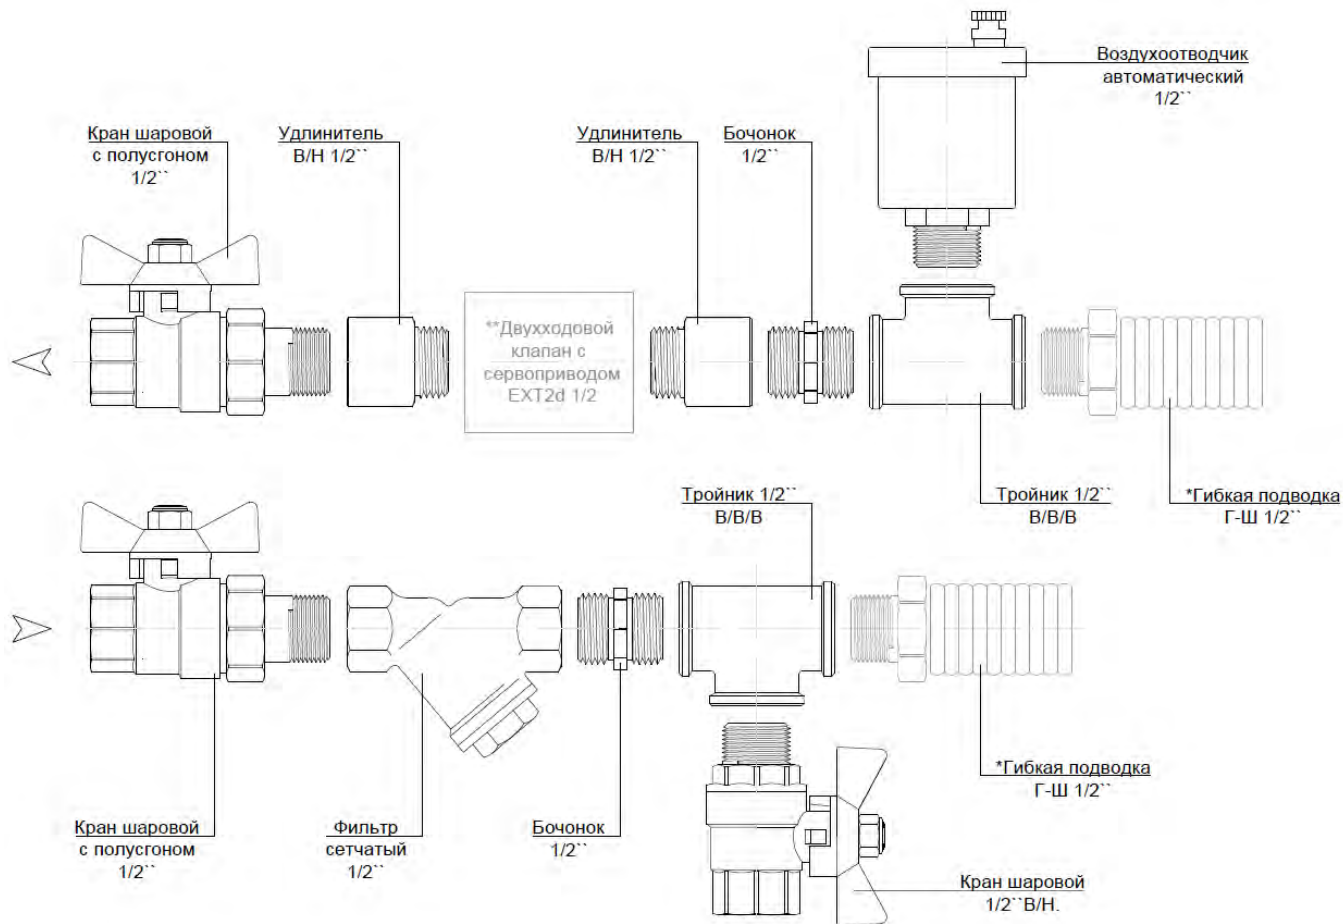 Воздухоотводчик
автоматический
1/2``
Кран шаровой
с полусгоном
1/2``
Удлинитель
В/Н 1/2``
Удлинитель
В/Н 1/2``
Бочонок
1/2``
**Двухходовой
клапан с
сервоприводом
EXT2d 1/2
Тройник 1/2``
В/В/В
Тройник 1/2``
В/В/В
*Гибкая подводка
Г-Ш 1/2``
*Гибкая подводка
Г-Ш 1/2``
Кран шаровой
с полусгоном
1/2``
Фильтр
сетчатый
1/2``
Бочонок
1/2``
Кран шаровой
1/2``В/Н.